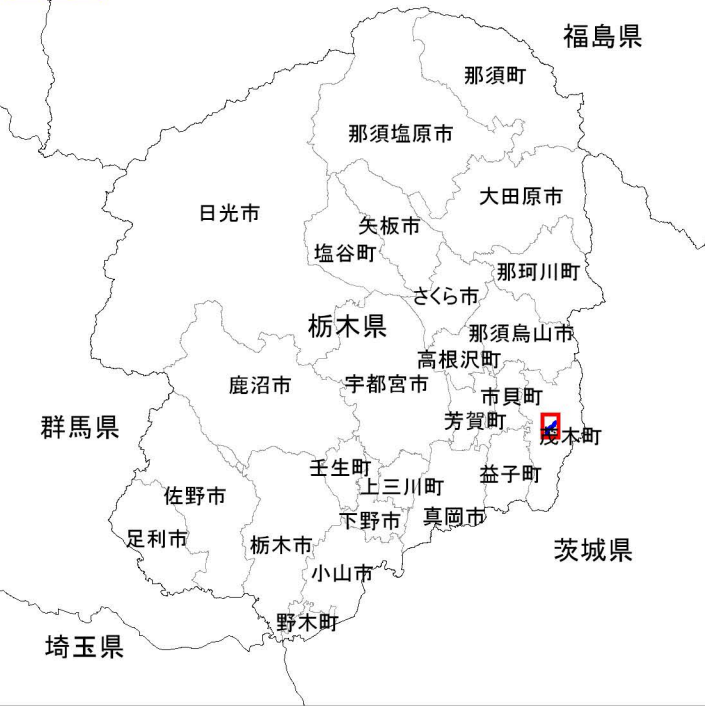 福島県
那須町
那須塩原市
大田原市
日光市
矢板市
塩谷町
那珂川町
さくら市
栃木県
那須烏山市
高根沢町
鹿沼市
宇都宮市
市貝町
芳賀町
群馬県
茂木町
壬生町
益子町
上三川町
佐野市
下野市
真岡市
足利市
栃木市
茨城県
小山市
野木町
埼玉県